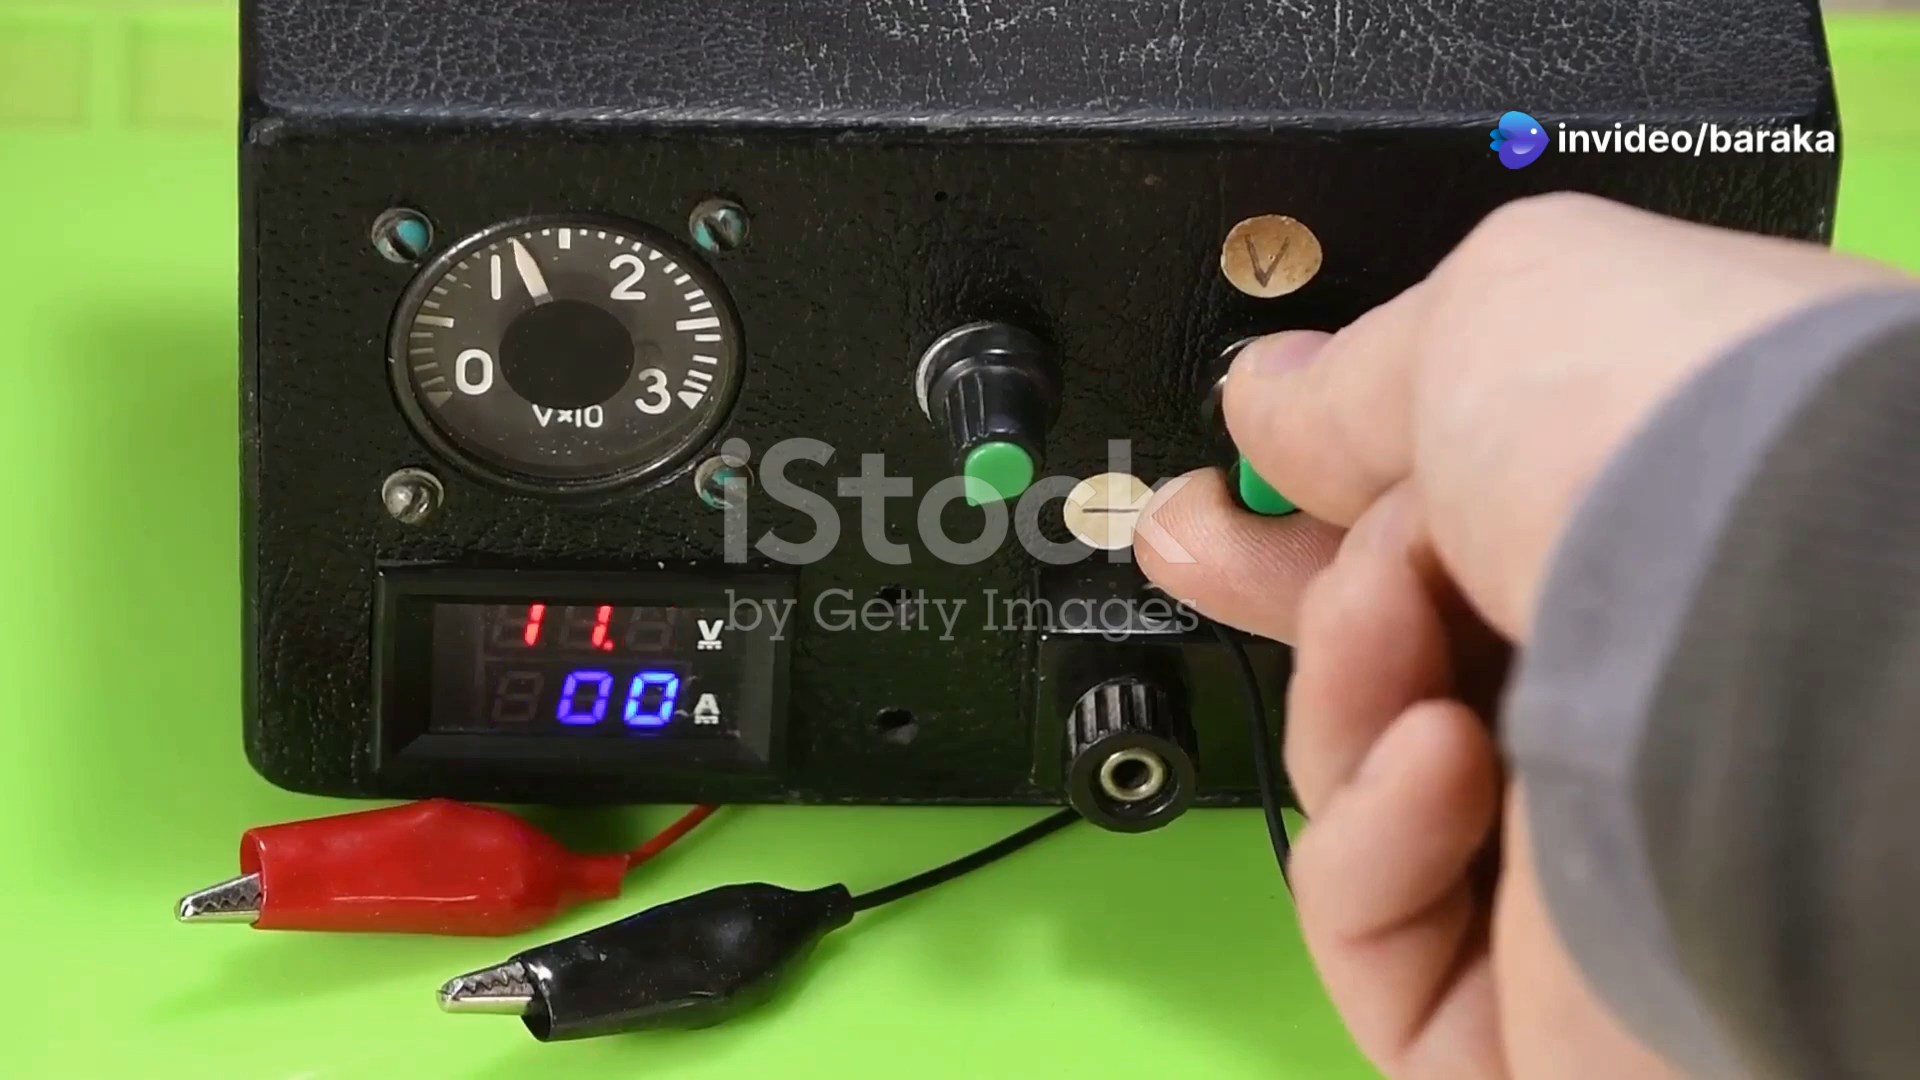 invideo/baraka
V
1 2
0 3
V×10
iStock
by Getty Images
11. V
00 A